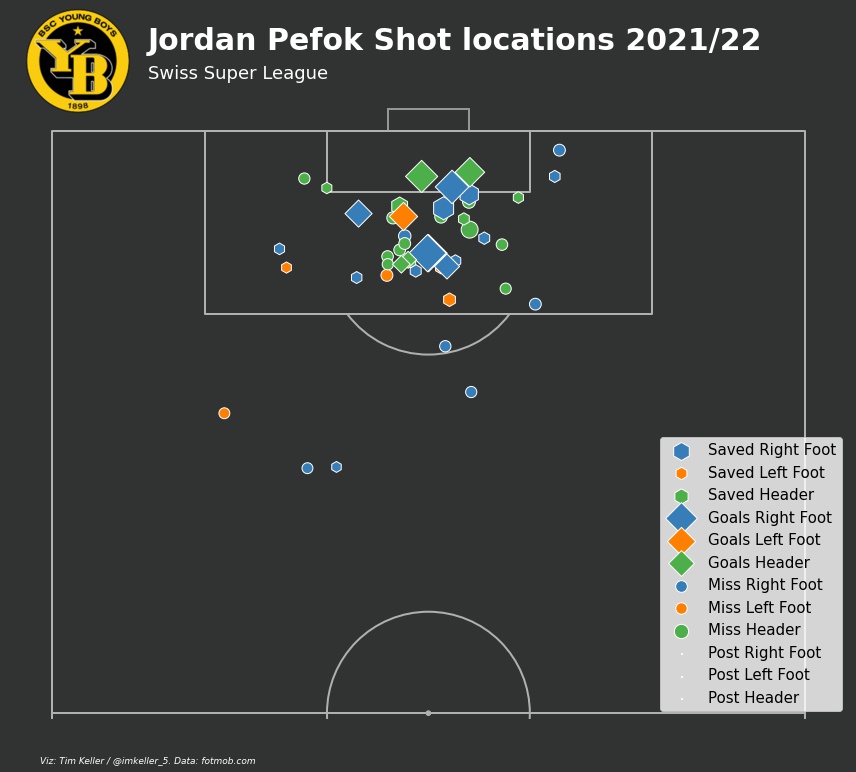 BSC YOUNG BOYS
YB
1898
Jordan Pefok Shot locations 2021/22
Swiss Super League
Saved Right Foot
Saved Left Foot
Saved Header
Goals Right Foot
Goals Left Foot
Goals Header
Miss Right Foot
Miss Left Foot
Miss Header
Post Right Foot
Post Left Foot
Post Header
Viz: Tim Keller / @imkeller_5. Data: fotmob.com